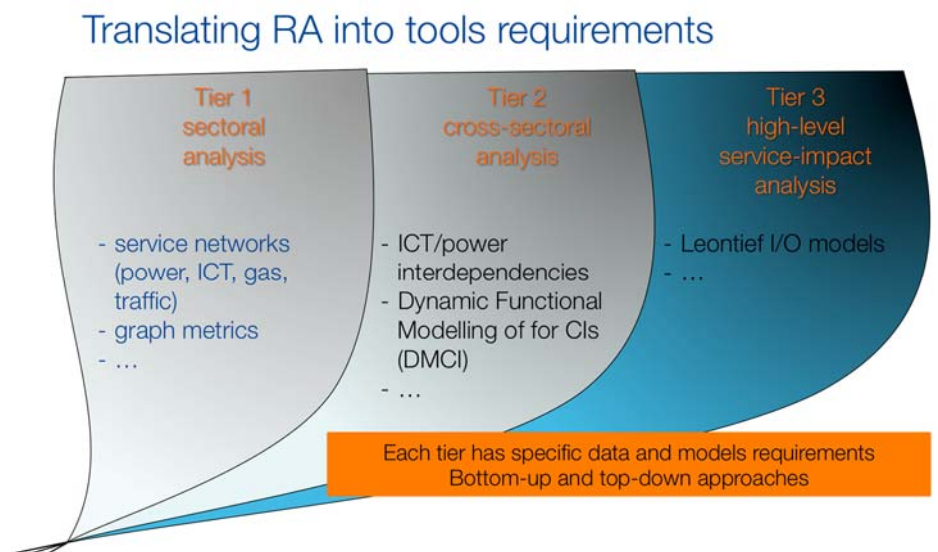 Translating RA into tools requirements
Tier 1
sectoral
analysis
- service networks
(power, ICT, gas,
traffic)
- graph metrics
- ...
Tier 2
cross-sectoral
analysis
- ICT/power
interdependencies
- Dynamic Functional
Modelling of for CIs
(DMCI)
- ...
Tier 3
high-level
service-impact
analysis
- Leontief I/O models
- ...
Each tier has specific data and models requirements
Bottom-up and top-down approaches